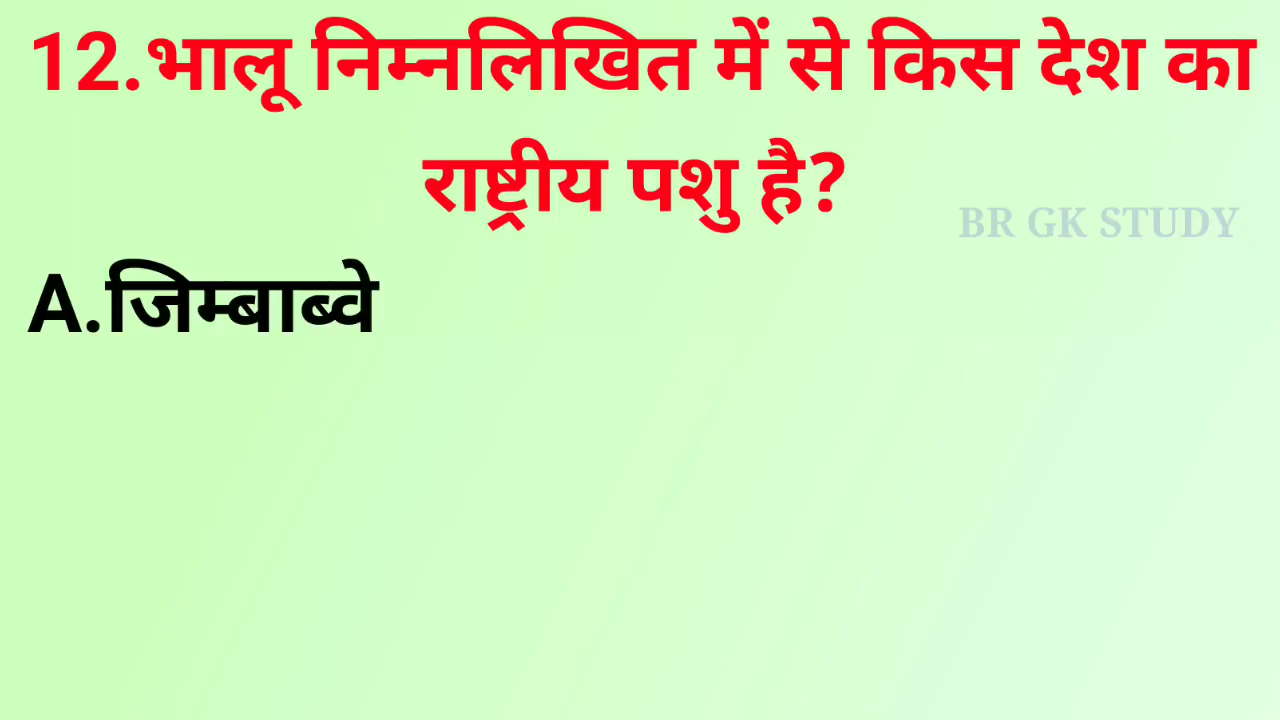 12.भालू निम्नलिखित में से किस देश का
राष्ट्रीय पशु है?
BR GK STUDY
A.जिम्बाब्वे